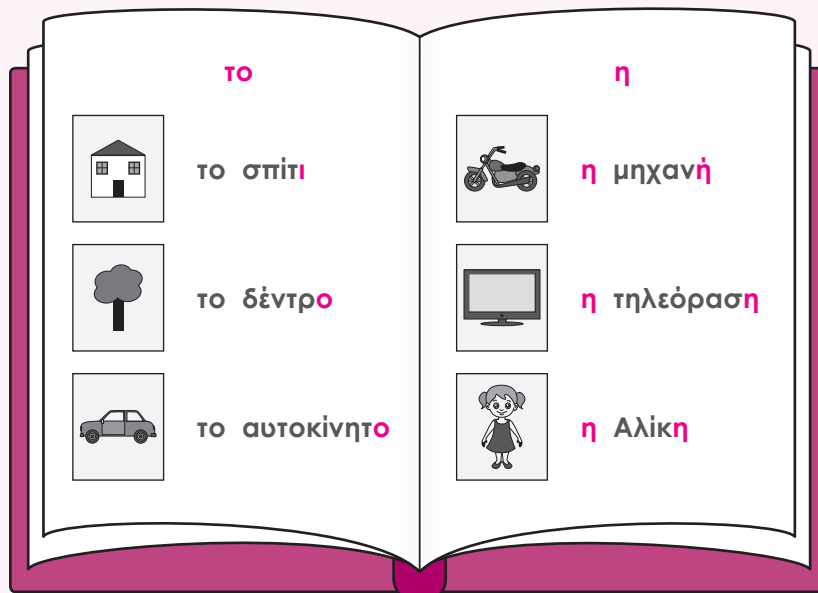 το
το σπίτι
το δέντρο
το αυτοκίνητο
η
η μηχανή
η τηλεόραση
η Αλίκη